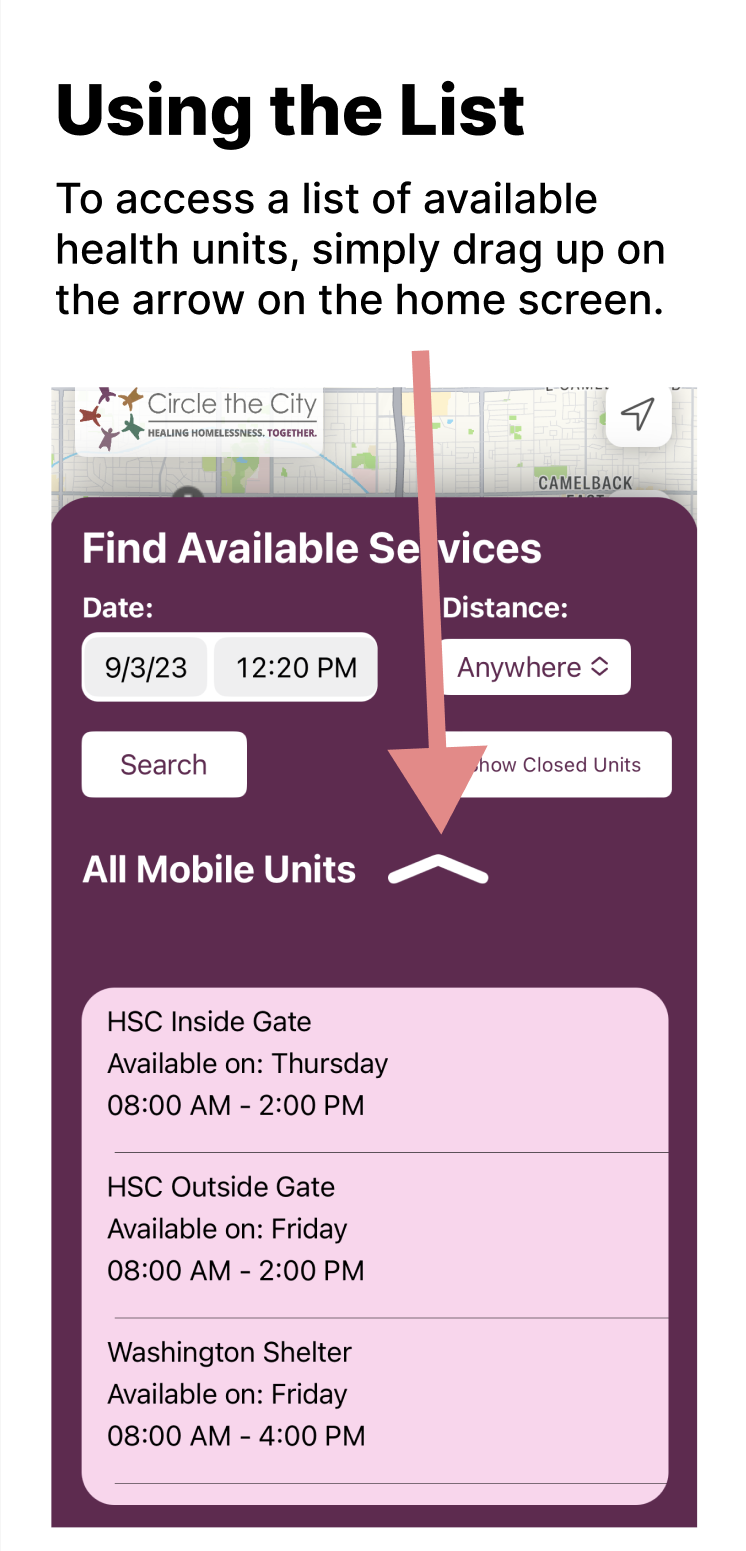 Using the List
To access a list of available
health units, simply drag up on
the arrow on the home screen.
Circle the City
HEALING HOMELESSNESS. TOGETHER.
CAMELBACK
EAST
Find Available Services
Date:
Distance:
9/3/23 12:20 PM
Anywhere
Search
Show Closed Units
All Mobile Units
HSC Inside Gate
Available on: Thursday
08:00 AM - 2:00 PM
HSC Outside Gate
Available on: Friday
08:00 AM - 2:00 PM
Washington Shelter
Available on: Friday
08:00 AM - 4:00 PM